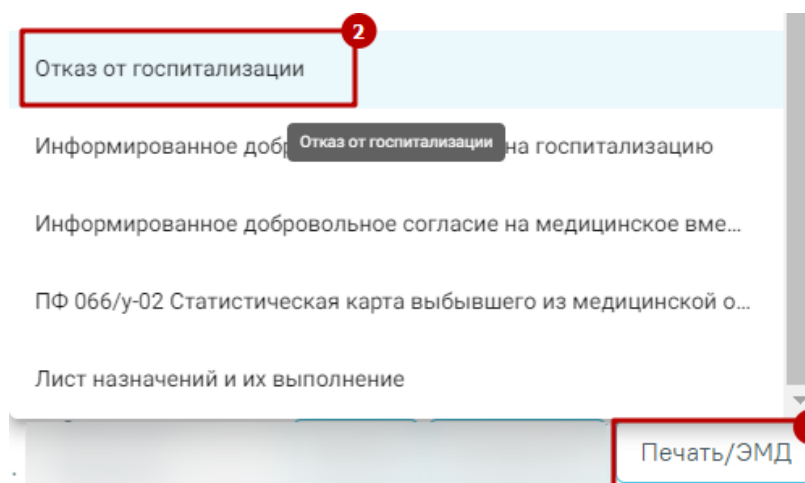 2
Отказ от госпитализации
Информированное доб
Отказ от госпитализации
на госпитализацию
Информированное добровольное согласие на медицинское вме...
ПФ 066/у-02 Статистическая карта выбывшего из медицинской о...
Лист назначений и их выполнение
Печать/ЭМД